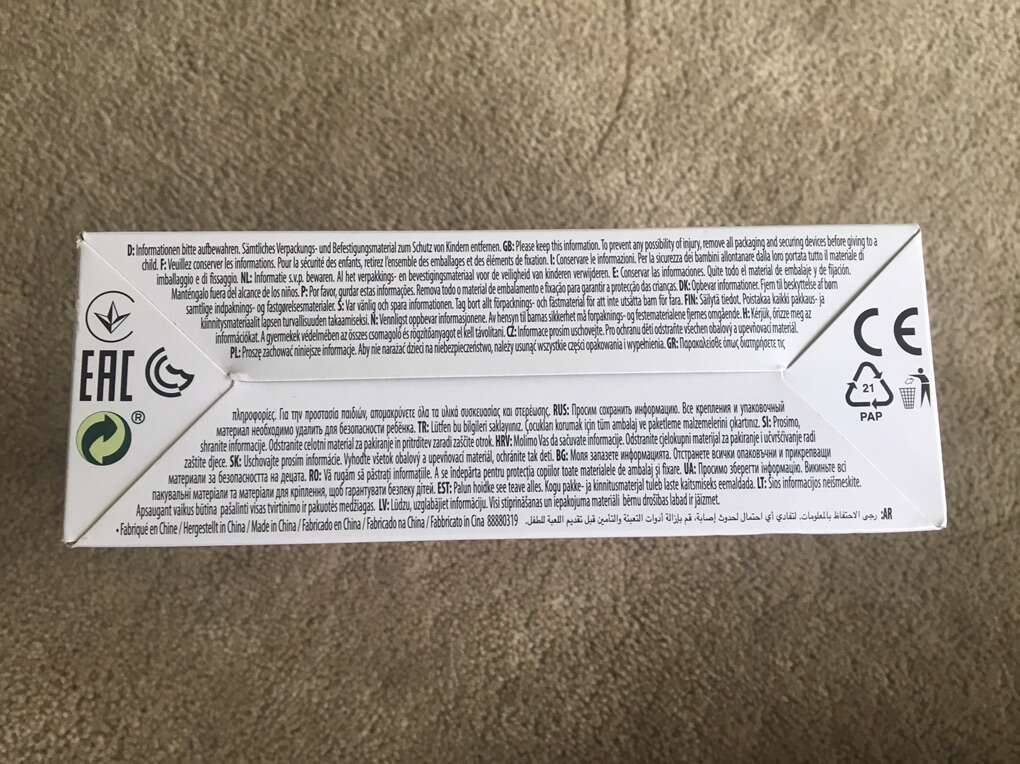 D: Informationen bitte aufbewahren. Sämtliches Verpackungs- und Befestigungsmaterial zum Schutz von Kindern entfernen. GB: Please keep this information. To prevent any possibility of injury, remove all packaging and securing devices before giving to a
child. F: Veuillez conserver les informations. Pour la sécurité des enfants, retirez l'ensemble des emballages et des éléments de fixation. I: Conservare le informazioni. Per la sicurezza dei bambini allontanare dalla loro portata tutto il materiale di
imballaggio e di fissaggio. NL: Informatie s.v.p. bewaren. Al het verpakkings- en bevestigingsmateriaal voor de veiligheid van kinderen verwijderen. E: Conservar las informaciones. Quite todo el material de embalaje y de fijación.
Manténgalo fuera del alcance de los niños. P: Por favor, gurdar estas informações. Remova todo o material de embalamento e fixação para garantir a protecção das crianças. DK: Opbevar informationer. Fjern til beskyttelse af børn
samtlige indpaknings- og fastgørelsesmaterialer. S: Var vänlig och spara informationen. Tag bort allt förpacknings- och fästmaterial för att inte utsätta barn för fara. FIN: Säilytä tiedot. Poistakaa kaikki pakkaus- ja
kiinnitysmateriaalit lapsen turvallisuuden takaamiseksi. N: Vennligst oppbevar informasjonene. Av hensyn til barnas sikkerhet må forpaknings- og festematerialene fjernes omgående. H: Kérjük, őrizze meg az
információkat. A gyermekek védelmében az összes csomagoló és rögzítőanyagot el kell távolítani. CZ: Informace prosím uschovejte. Pro ochranu dětí odstraňte všechen obalový a upevňovací materiál.
PL: Proszę zachować niniejsze informacje. Aby nie narażać dzieci na niebezpieczeństwo, należy usunąć wszystkie części opakowania i wypełnienia. GR: Παρακαλείσθε όπως διατηρήσετε τις
EAC
CE
21
PAP
®
πληροφορίες. Για την προστασία παιδιών, απομακρύνετε όλα τα υλικά συσκευασίας και στερέωσης. RUS: Просим сохранить информацию. Все крепления и упаковочный
материал необходимо удалить для безопасности ребёнка. TR: Lütfen bu bilgileri saklayınız. Çocukları korumak için tüm ambalaj ve paketleme malzemelerini çıkartınız. SI: Prosimo,
shranite informacije. Odstranite celotni material za pakiranje in pritrditev zaradi zaščite otrok. HRV: Molimo Vas da sačuvate informacije. Odstranite cjelokupni materijal za pakiranje i učvršćivanje radi
zaštite djece. SK: Uschovajte prosím informácie. Vyhoďte všetok obalový a upevňovací materiál, ochránite tak deti. BG: Моля запазете информацията. Отстранете всички опаковъчни и прикрепващи
материали за безопасността на децата. RO: Vă rugăm să păstraţi informaţiile. A se îndepărta pentru protecţia copiilor toate materialele de ambalaj şi fixare. UA: Просимо зберегти інформацію. Викиньте всі
пакувальні матеріали та матеріали для кріплення, щоб гарантувати безпеку дітей. EST: Palun hoidke see teave alles. Kogu pakke- ja kinnitusmaterjal tuleb laste kaitsmiseks eemaldada. LT: Šios informacijos neišmeskite.
Apsaugant vaikus būtina pašalinti visas tvirtinimo ir pakuotės medžiagas. LV: Lūdzu, uzglabājiet informāciju. Visi stiprināšanas un iepakojuma materiāli bērnu drošības labad ir jāizmet.
AR: رجى الاحتفاظ بالمعلومات. لتفادي أي احتمال لحدوث إصابة، قم بإزالة أدوات التعبئة والتأمين قبل تقديم اللعبة للطفل.
• Fabriqué en Chine / Hergestellt in China / Made in China / Fabricado en China / Fabricado na China / Fabbricato in Cina 88880319